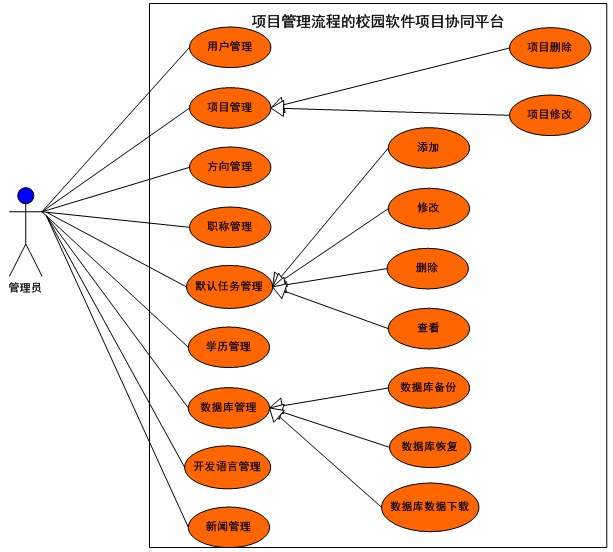 项目管理流程的校园软件项目协同平台
用户管理
项目删除
项目管理
项目修改
添加
方向管理
修改
职称管理
删除
管理员
默认任务管理
查看
学历管理
数据库备份
数据库管理
数据库恢复
开发语言管理
数据库数据下载
新闻管理